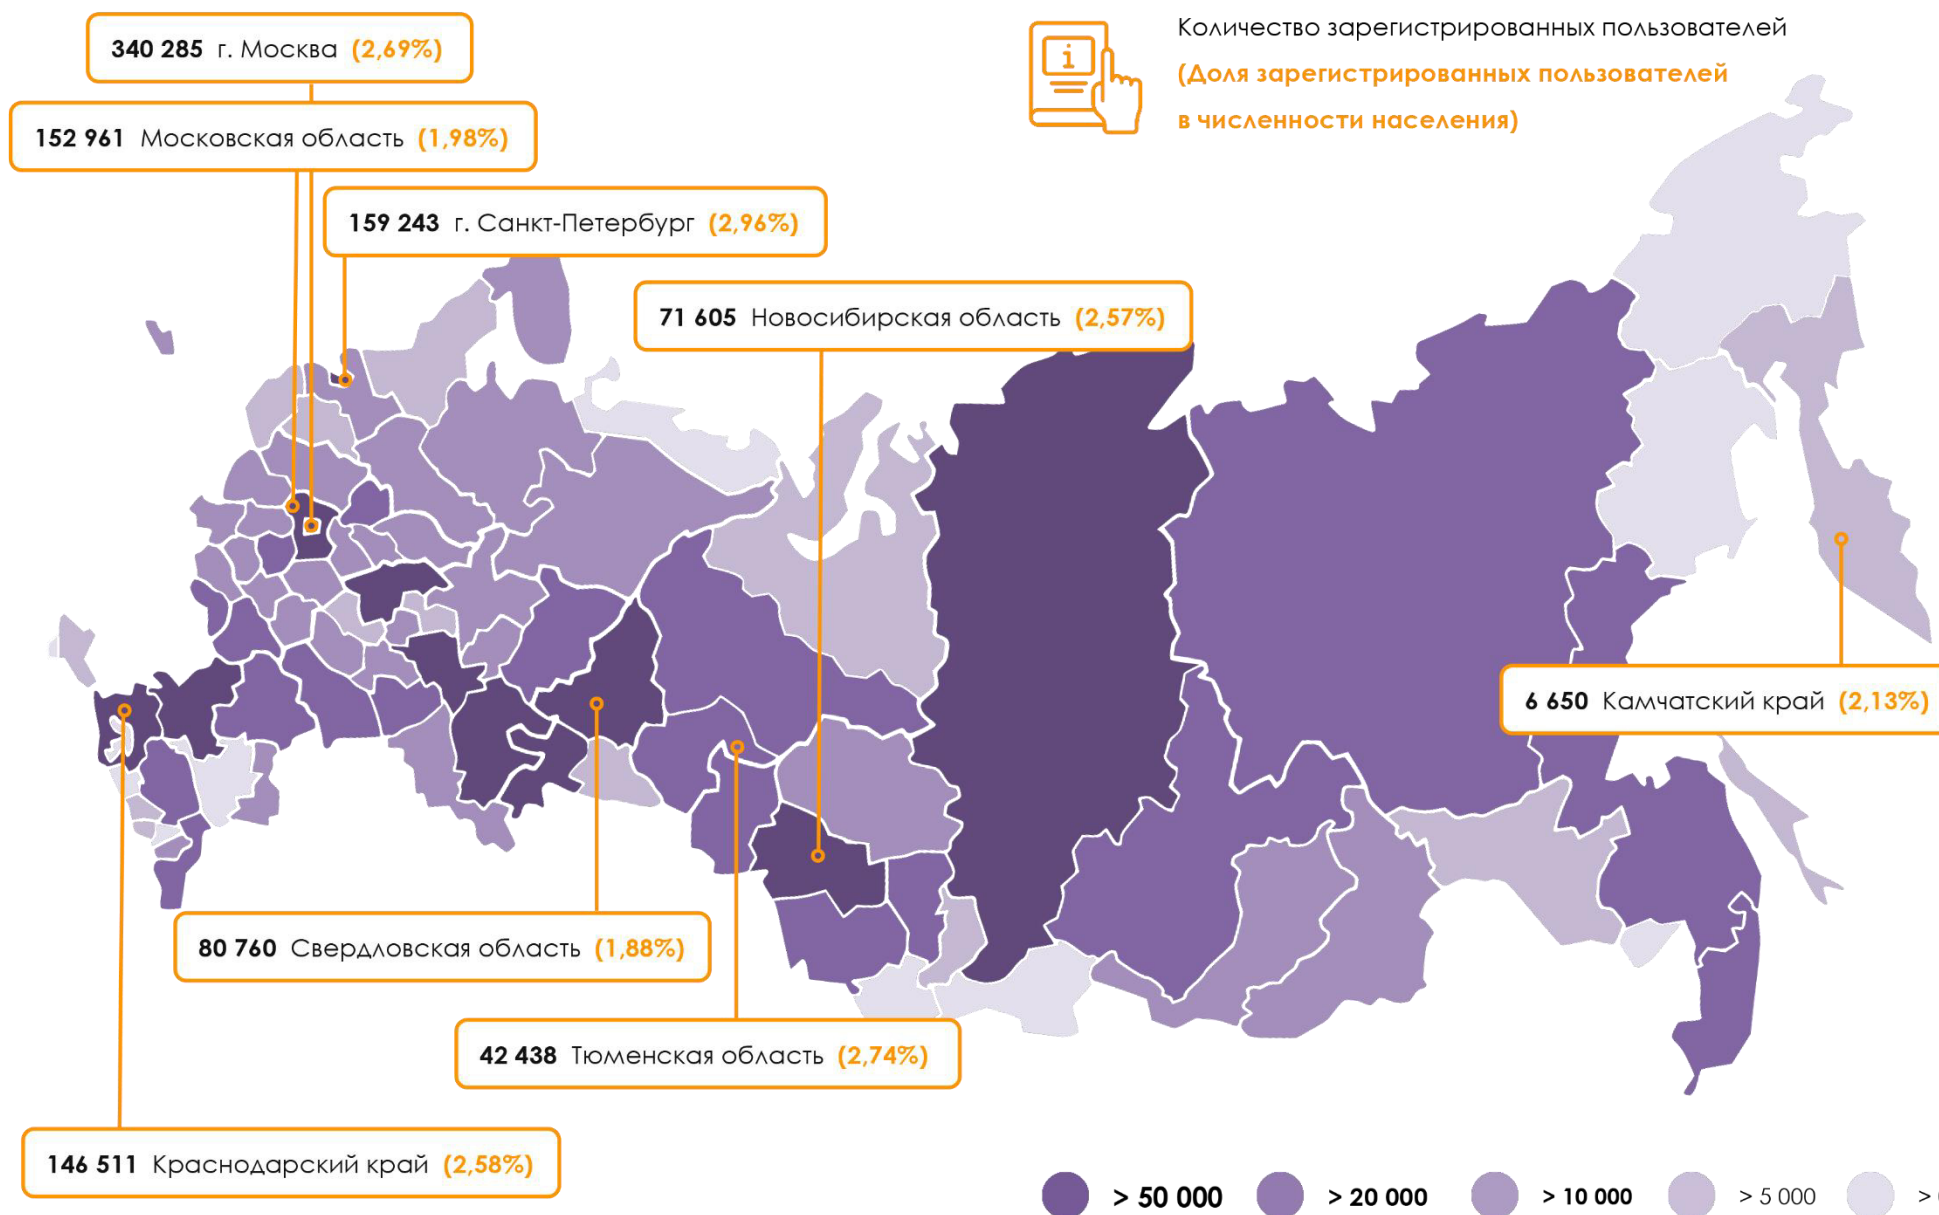 340 285 г. Москва (2,69%)
Количество зарегистрированных пользователей
(Доля зарегистрированных пользователей
в численности населения)
152 961 Московская область (1,98%)
159 243 г. Санкт-Петербург (2,96%)
71 605 Новосибирская область (2,57%)
6 650 Камчатский край (2,13%)
80 760 Свердловская область (1,88%)
42 438 Тюменская область (2,74%)
146 511 Краснодарский край (2,58%)
> 50 000 > 20 000 > 10 000 > 5 000 >